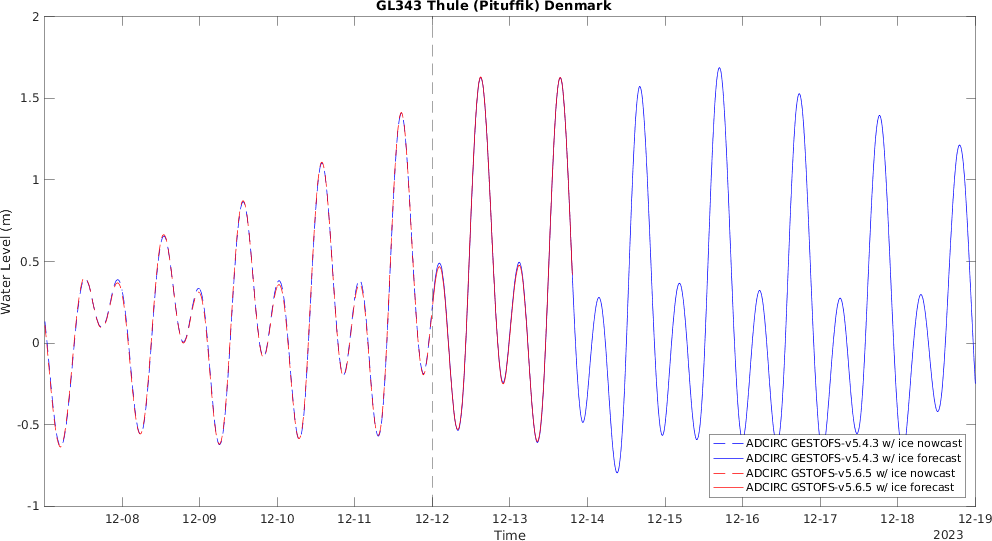 GL343 Thule (Pituffik) Denmark
2
1.5
1
0.5
0
-0.5
-1
Water Level (m)
12-08 12-09 12-10 12-11 12-12 12-13 12-14 12-15 12-16 12-17 12-18 12-19
Time
2023
ADCIRC GESTOFS-v5.4.3 w/ ice nowcast
ADCIRC GESTOFS-v5.4.3 w/ ice forecast
ADCIRC GSTOFS-v5.6.5 w/ ice nowcast
ADCIRC GSTOFS-v5.6.5 w/ ice forecast